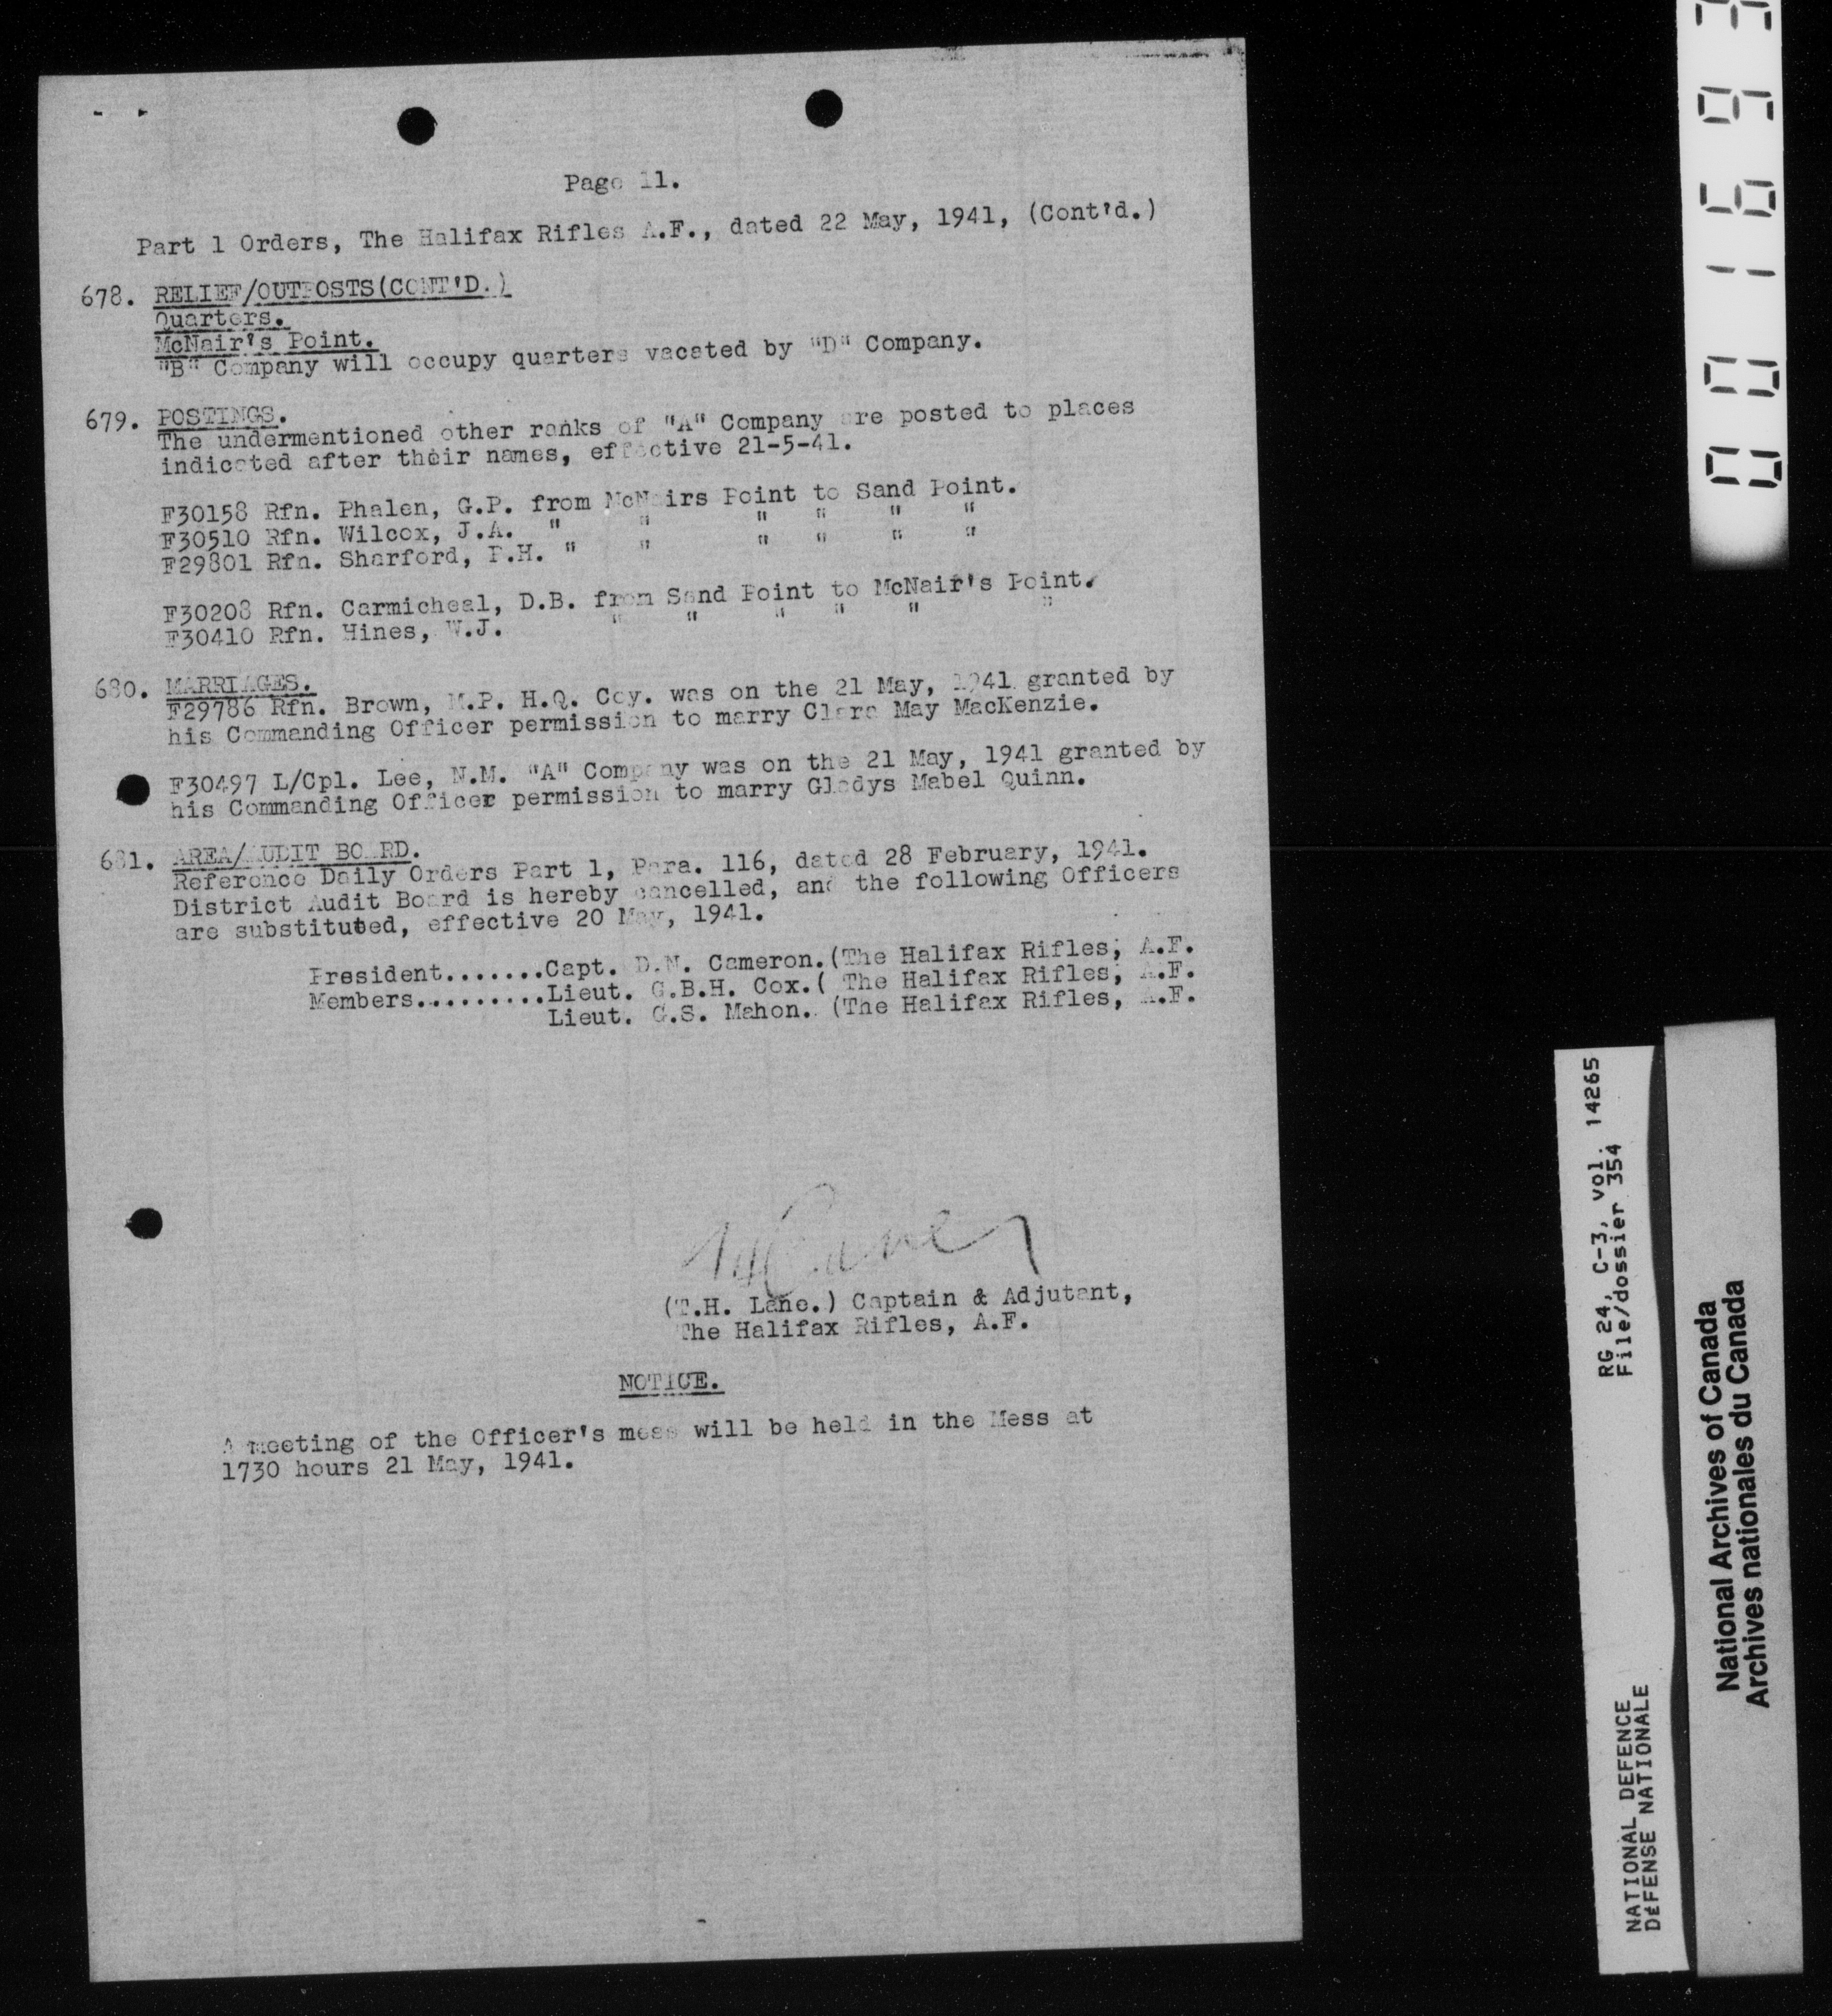 Page 11.
Part 1 Orders, The Halifax Rifles A.F., dated 22 May, 1941, (Cont'd.)
678. RELIEF/OUTPOSTS(CONT'D.)
Quarters.
McNair's Point.
"B" Company will occupy quarters vacated by "D" Company.
679. POSTINGS.
The undermentioned other ranks of "A" Company are posted to places
indicated after their names, effective 21-5-41.
F30158 Rfn. Phalen, G.P. from McNairs Point to Sand Point.
F30510 Rfn. Wilcox, J.A. " " " " " "
F29801 Rfn. Sharford, P.H. " " " " " "
F30208 Rfn. Carmicheal, D.B. from Sand Point to McNair's Point.
F30410 Rfn. Hines, W.J. " " " " " "
680. MARRIAGES.
F29786 Rfn. Brown, M.P. H.Q. Coy. was on the 21 May, 1941 granted by
his Commanding Officer permission to marry Clara May MacKenzie.
F30497 L/Cpl. Lee, N.M. "A" Company was on the 21 May, 1941 granted by
his Commanding Officer permission to marry Gladys Mabel Quinn.
681. AREA/AUDIT BOARD.
Reference Daily Orders Part 1, Para. 116, dated 28 February, 1941.
District Audit Board is hereby cancelled, and the following Officers
are substituted, effective 20 May, 1941.
President.......Capt. D.N. Cameron.(The Halifax Rifles, A.F.
Members.........Lieut. G.B.H. Cox.( The Halifax Rifles, A.F.
Lieut. G.S. Mahon. (The Halifax Rifles, A.F.
THLane
(T.H. Lane.) Captain & Adjutant,
The Halifax Rifles, A.F.
NOTICE.
A meeting of the Officer's mess will be held in the Mess at
1730 hours 21 May, 1941.
RG 24, C-3, vol. 14265
File/dossier 354
NATIONAL DEFENCE
DÉFENSE NATIONALE
National Archives of Canada
Archives nationales du Canada